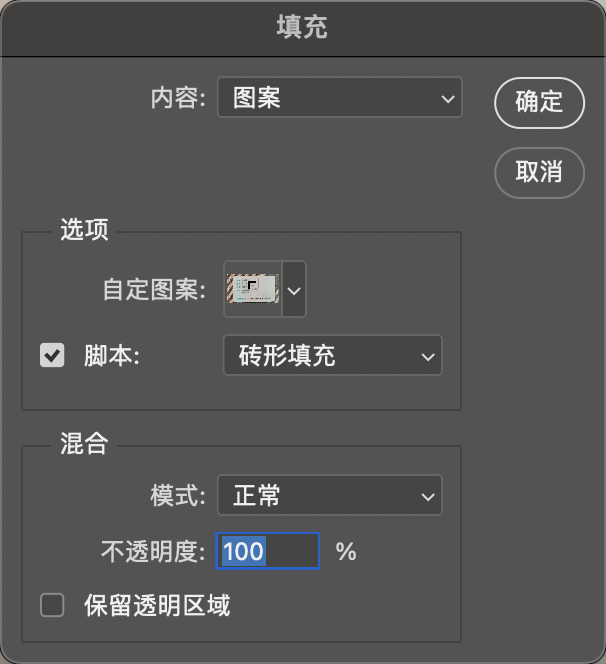 填充
内容: 图案
确定
取消
选项
自定图案:
脚本: 砖形填充
混合
模式: 正常
不透明度: 100 %
保留透明区域